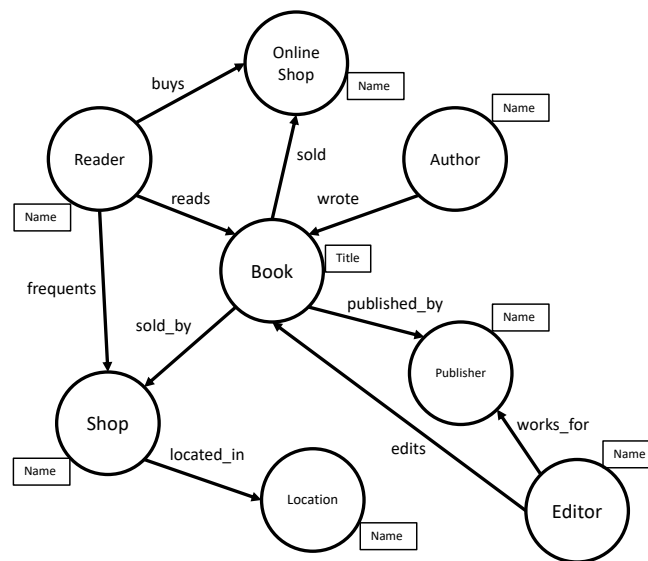 Online
Shop
Name
buys
Name
Reader
sold
Author
reads
wrote
Name
Book
Title
frequents
published_by
Name
sold_by
Publisher
Shop
works_for
located_in
edits
Name
Name
Location
Editor
Name